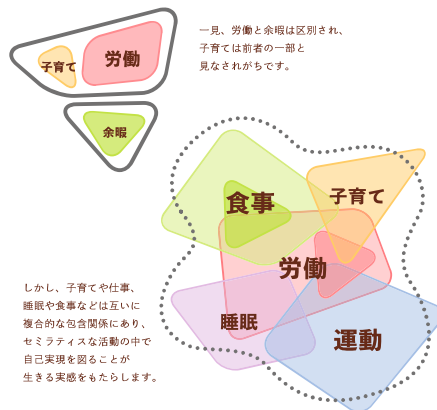 子育て
労働
余暇
一見、労働と余暇は区別され、
子育ては前者の一部と
見なされがちです。
食事
子育て
労働
睡眠
運動
しかし、子育てや仕事、
睡眠や食事などは互いに
複合的な包含関係にあり、
セミラティスな活動の中で
自己実現を図ることが
生きる実感をもたらします。